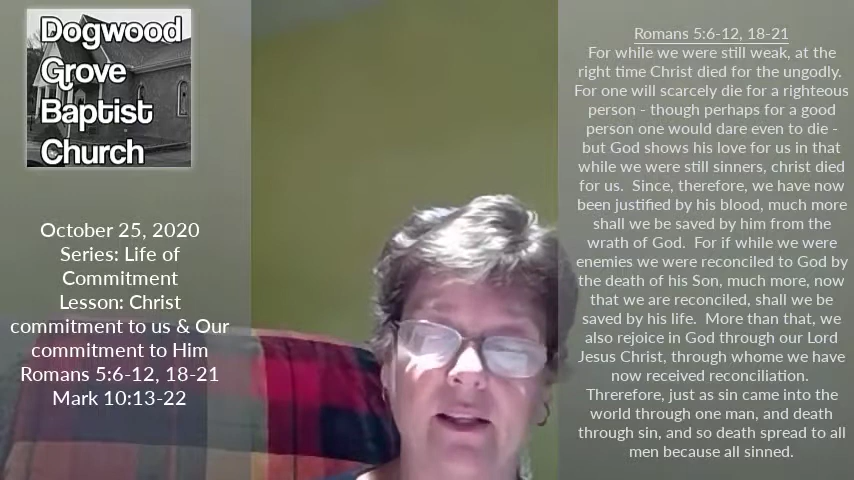 Dogwood
Grove
Baptist
Church
October 25, 2020
Series: Life of
Commitment
Lesson: Christ
commitment to us & Our
commitment to Him
Romans 5:6-12, 18-21
Mark 10:13-22
Romans 5:6-12, 18-21
For while we were still weak, at the
right time Christ died for the ungodly.
For one will scarcely die for a righteous
person - though perhaps for a good
person one would dare even to die -
but God shows his love for us in that
while we were still sinners, christ died
for us. Since, therefore, we have now
been justified by his blood, much more
shall we be saved by him from the
wrath of God. For if while we were
enemies we were reconciled to God by
the death of his Son, much more, now
that we are reconciled, shall we be
saved by his life. More than that, we
also rejoice in God through our Lord
Jesus Christ, through whome we have
now received reconciliation.
Threrefore, just as sin came into the
world through one man, and death
through sin, and so death spread to all
men because all sinned.